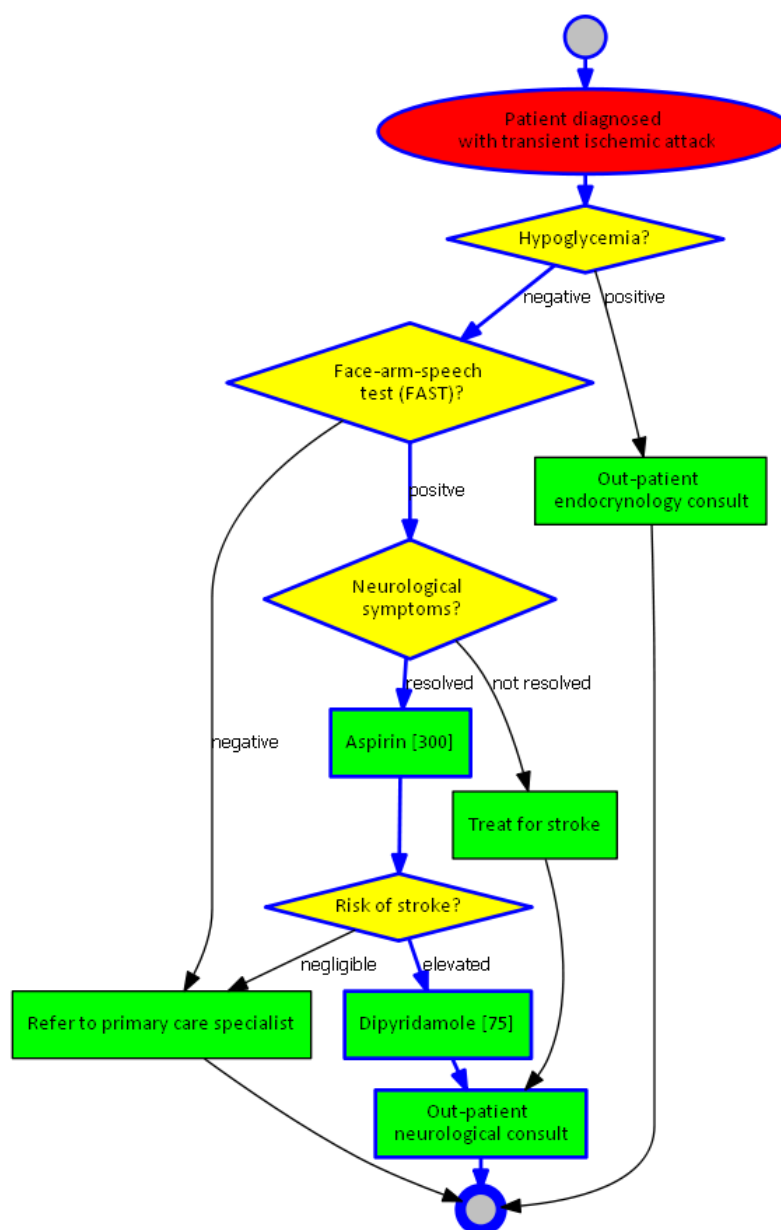 Patient diagnosed
with transient ischemic attack
Hypoglycemia?
negative
positive
Face-arm-speech
test (FAST)?
Out-patient
endocrynology consult
positve
Neurological
symptoms?
resolved
not resolved
Aspirin [300]
negative
Treat for stroke
Risk of stroke?
negligible
elevated
Refer to primary care specialist
Dipyridamole [75]
Out-patient
neurological consult